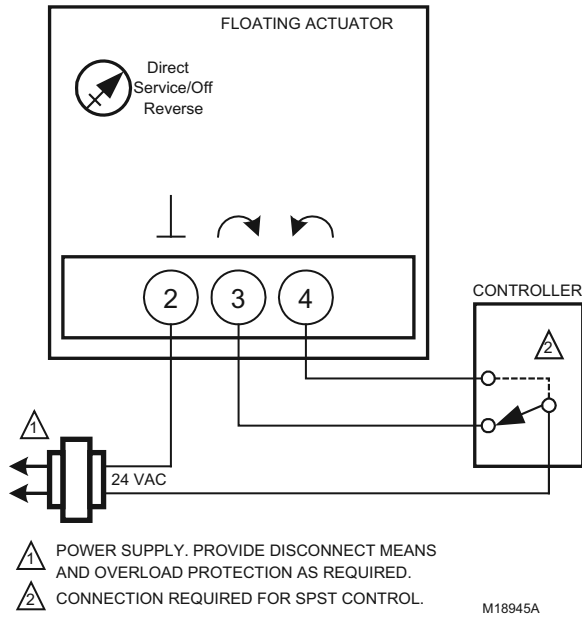 FLOATING ACTUATOR
Direct
Service/Off
Reverse
2
3
4
CONTROLLER
2
1
24 VAC
1 POWER SUPPLY. PROVIDE DISCONNECT MEANS
AND OVERLOAD PROTECTION AS REQUIRED.
2 CONNECTION REQUIRED FOR SPST CONTROL.
M18945A